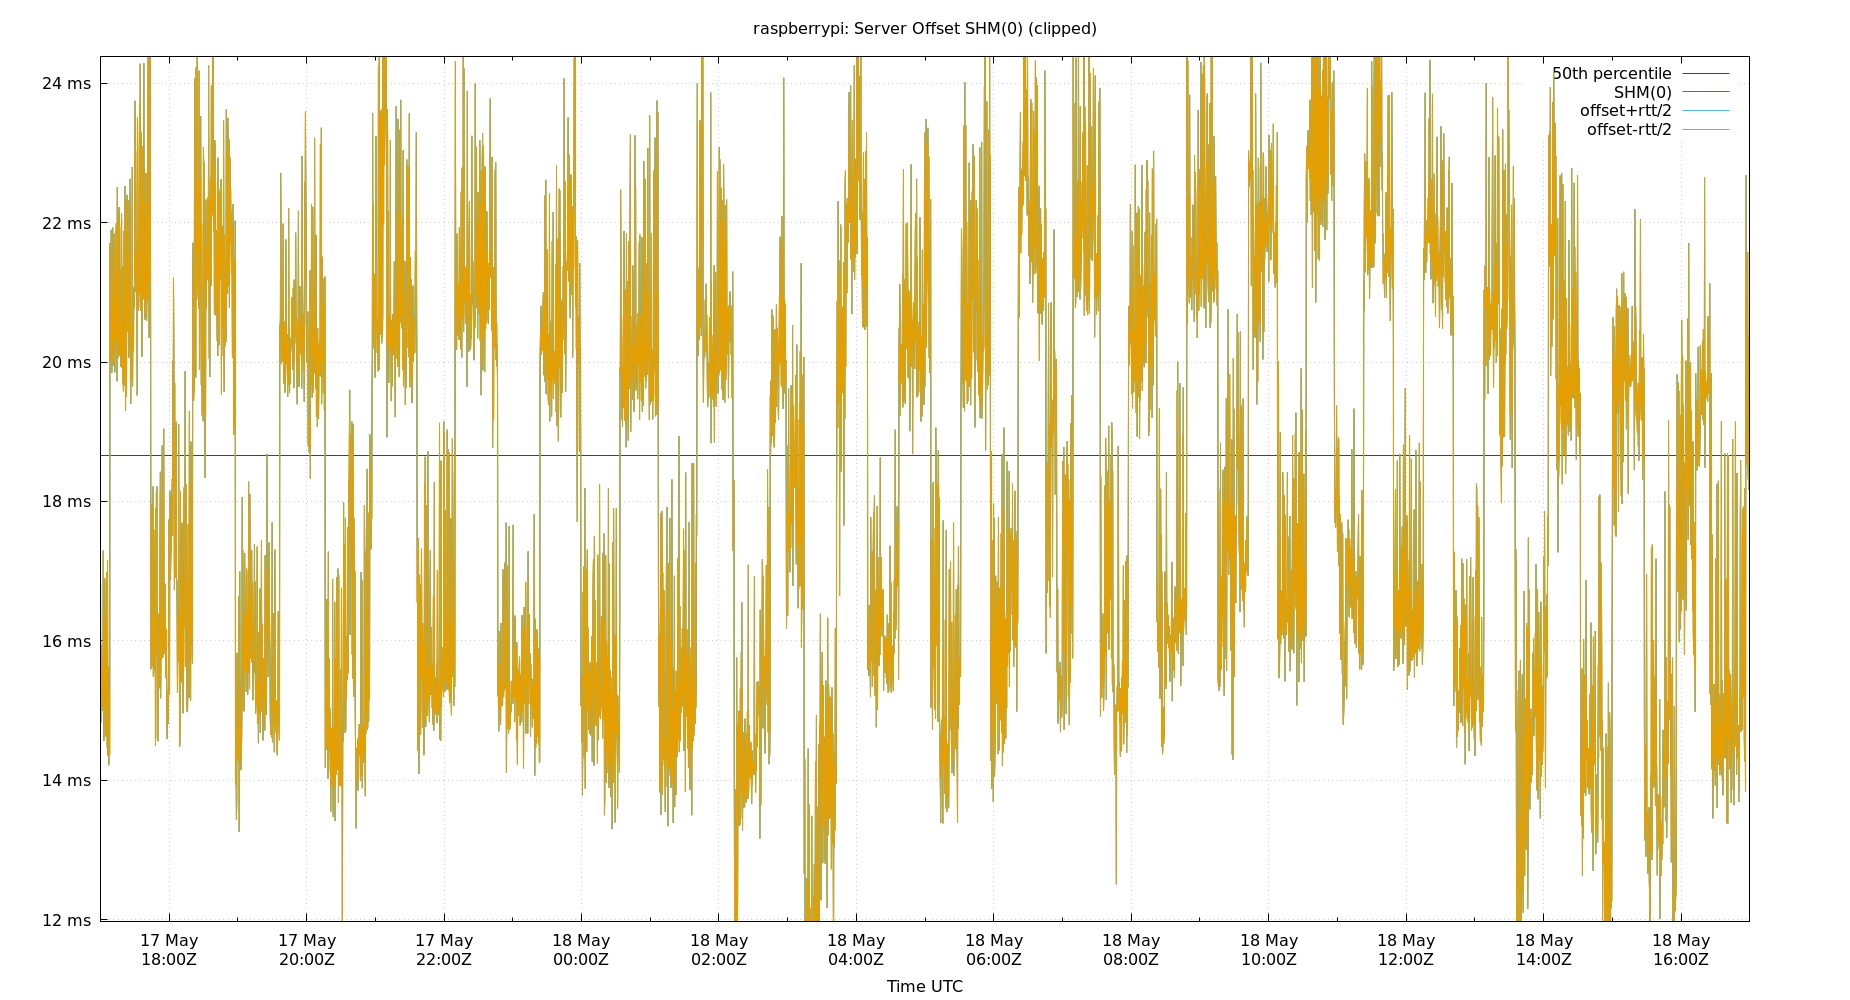 raspberrypi: Server Offset SHM(0) (clipped)
50th percentile
SHM(0)
offset+rtt/2
offset-rtt/2
24 ms
22 ms
20 ms
18 ms
16 ms
14 ms
12 ms
17 May 17 May 17 May 18 May 18 May 18 May 18 May 18 May 18 May 18 May 18 May 18 May
18:00Z 20:00Z 22:00Z 00:00Z 02:00Z 04:00Z 06:00Z 08:00Z 10:00Z 12:00Z 14:00Z 16:00Z
Time UTC